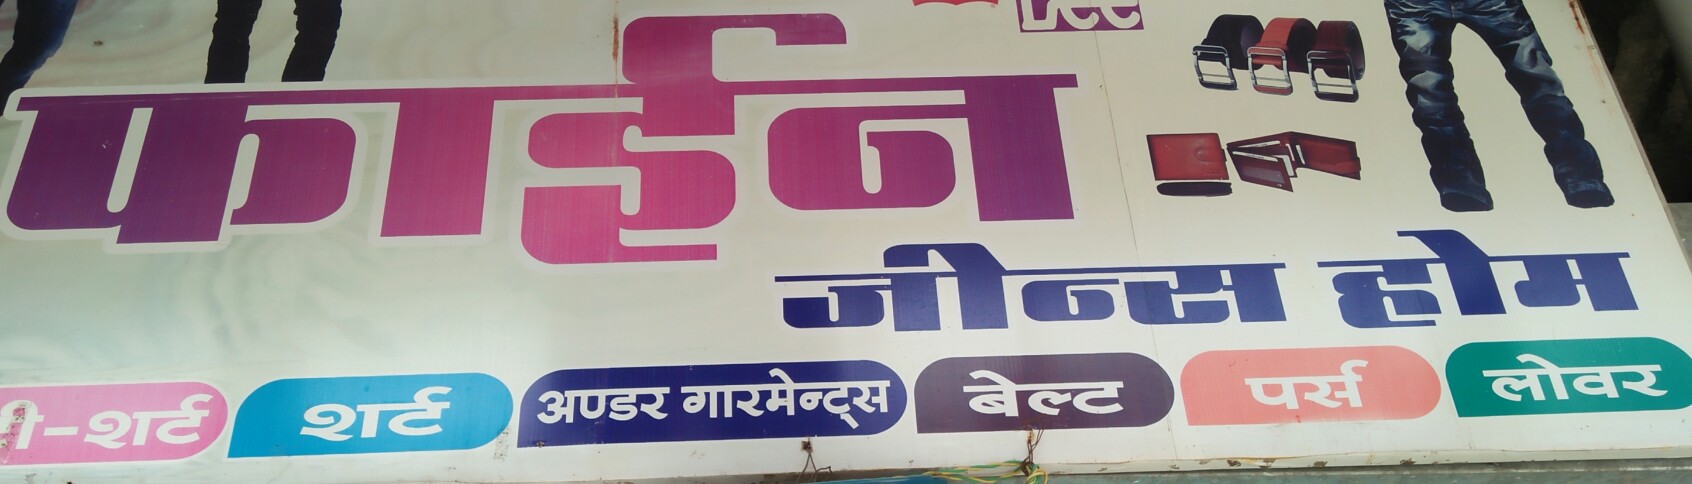 Lee
फाईन
जीन्स होम
टी-शर्ट शर्ट अण्डर गारमेन्ट्स बेल्ट पर्स लोवर